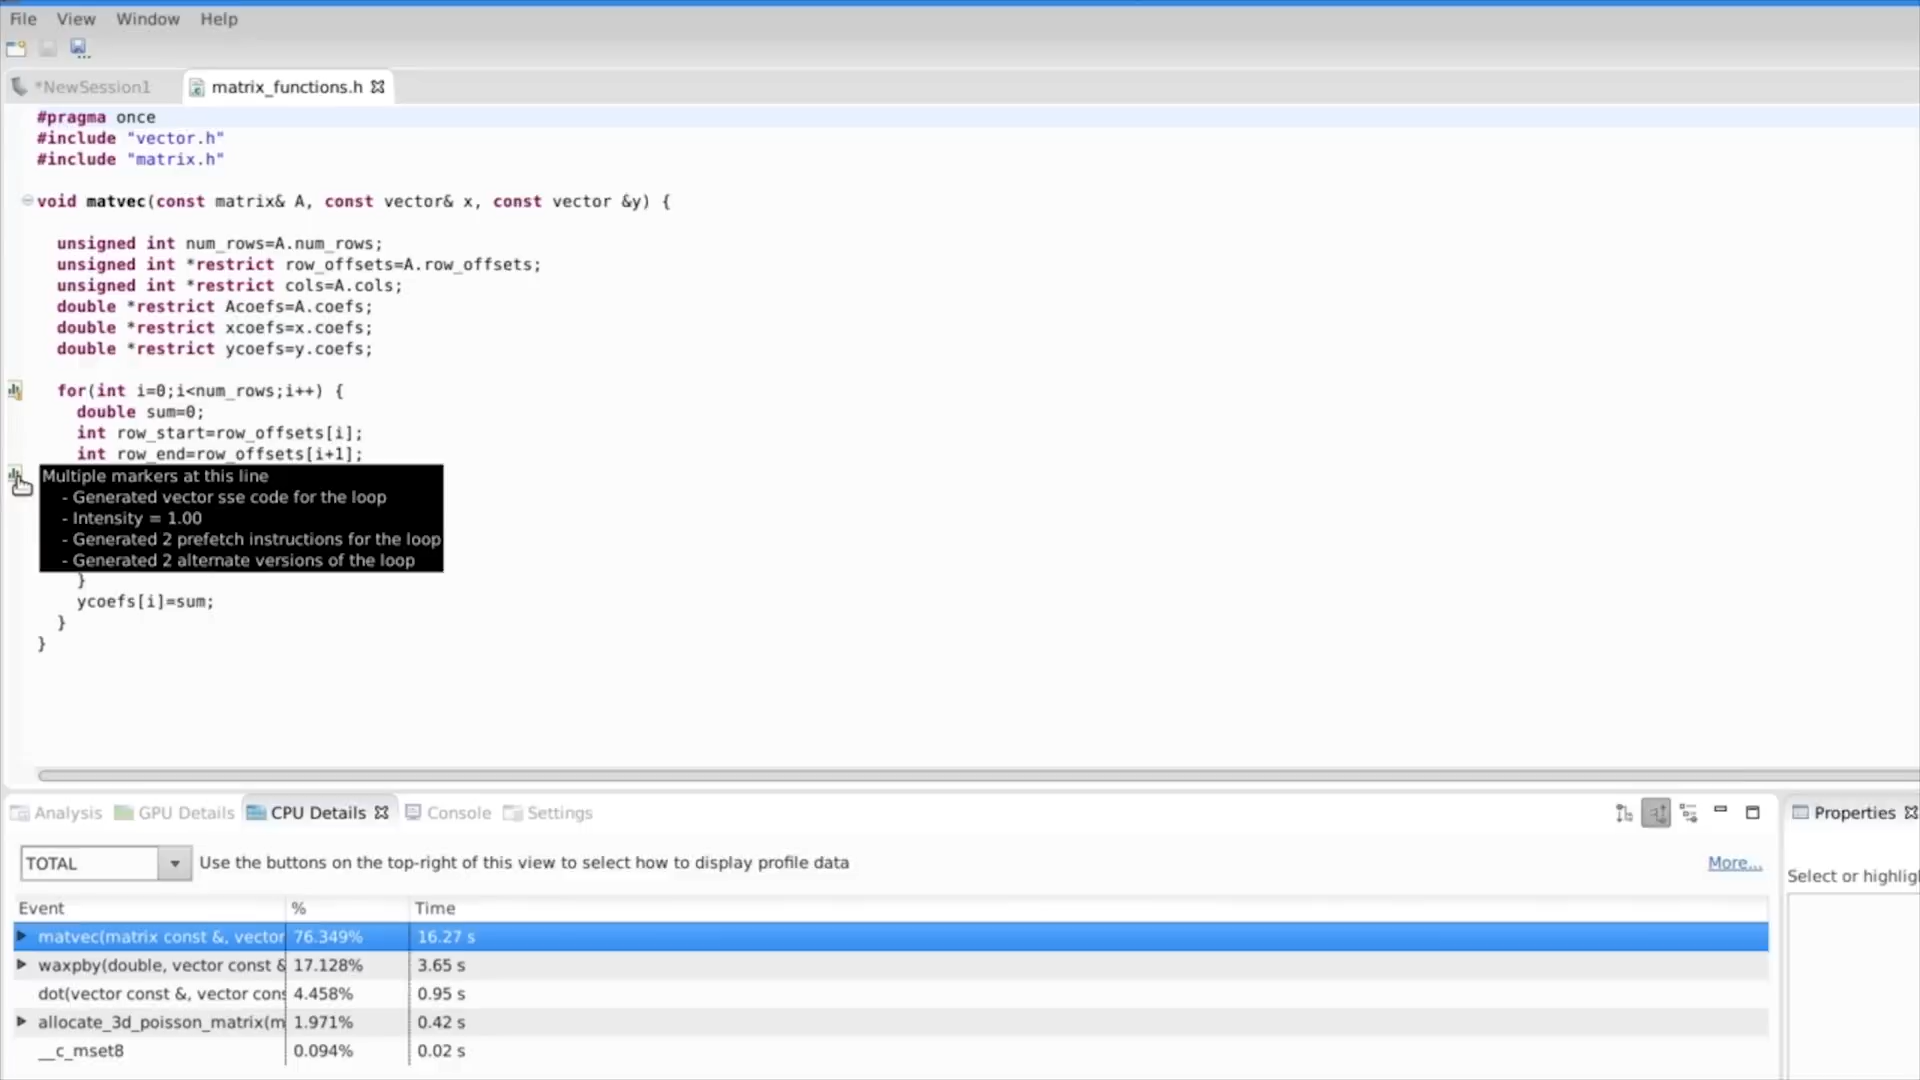 File View Window Help
*NewSession1 matrix_functions.h
#pragma once
#include "vector.h"
#include "matrix.h"
void matvec(const matrix& A, const vector& x, const vector &y) {
unsigned int num_rows=A.num_rows;
unsigned int *restrict row_offsets=A.row_offsets;
unsigned int *restrict cols=A.cols;
double *restrict Acoefs=A.coefs;
double *restrict xcoefs=x.coefs;
double *restrict ycoefs=y.coefs;
for(int i=0;i<num_rows;i++) {
double sum=0;
int row_start=row_offsets[i];
int row_end=row_offsets[i+1];
Multiple markers at this line
- Generated vector sse code for the loop
- Intensity = 1.00
- Generated 2 prefetch instructions for the loop
- Generated 2 alternate versions of the loop
}
ycoefs[i]=sum;
}
}
Analysis GPU Details CPU Details Console Settings
Properties
TOTAL Use the buttons on the top-right of this view to select how to display profile data More...
Select or highlig
Event % Time
matvec(matrix const &, vector 76.349% 16.27 s
waxpby(double, vector const & 17.128% 3.65 s
dot(vector const &, vector cons 4.458% 0.95 s
allocate_3d_poisson_matrix(m 1.971% 0.42 s
__c_mset8 0.094% 0.02 s